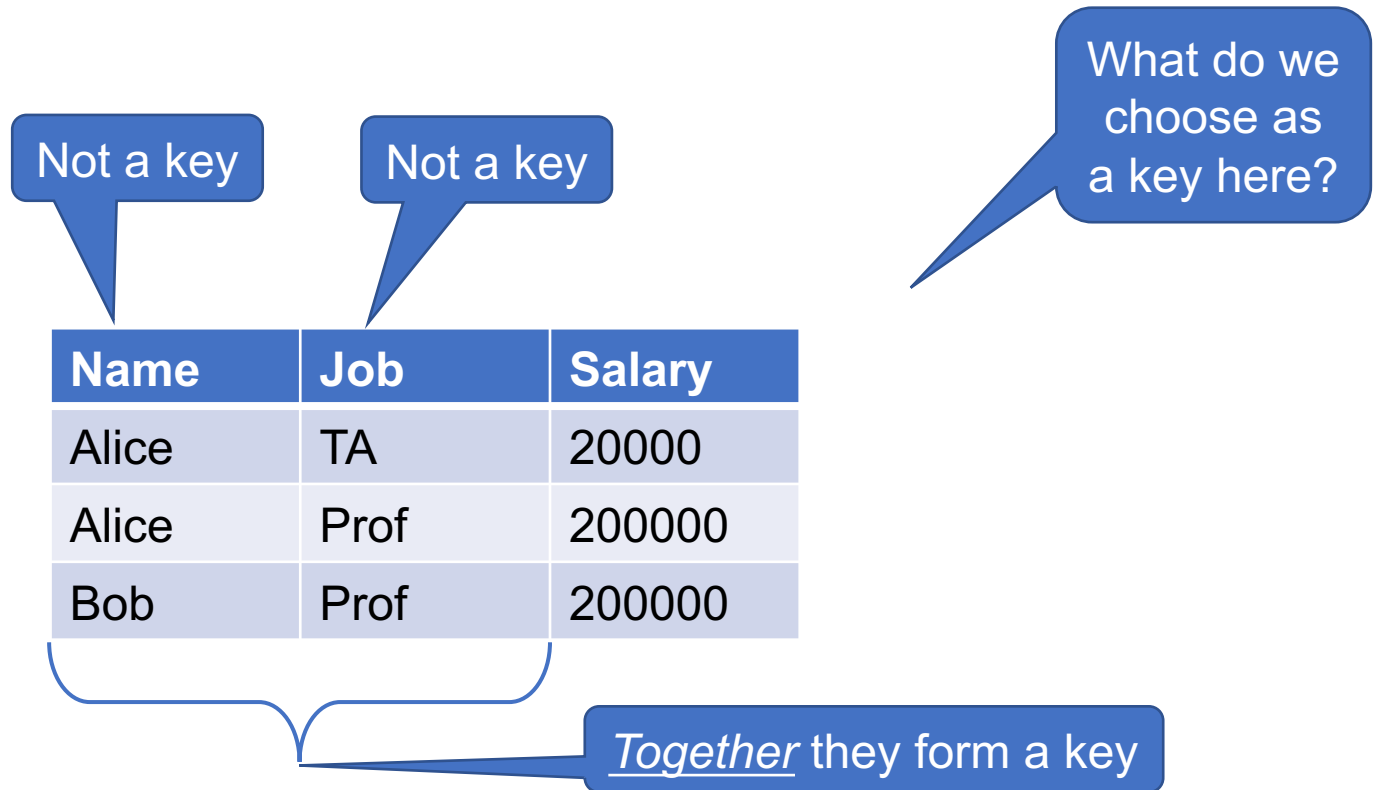 What do we
choose as
a key here?
Not a key
Not a key
Name Job Salary
Alice TA 20000
Alice Prof 200000
Bob Prof 200000
Together they form a key